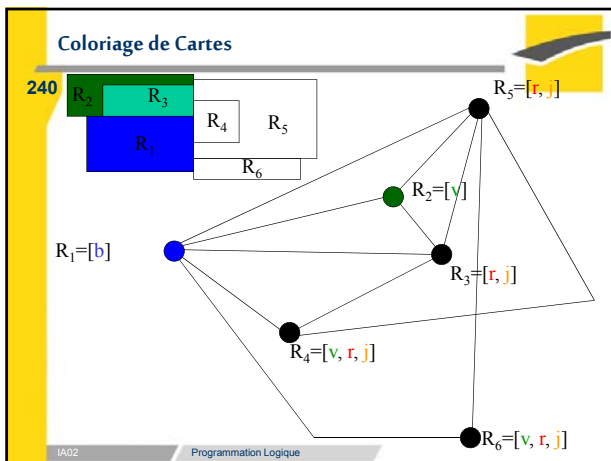 Coloriage de Cartes
240
R2
R3
R4
R5
R1
R6
R5=[r, j]
R2=[v]
R1=[b]
R3=[r, j]
R4=[v, r, j]
R6=[v, r, j]
IA02
Programmation Logique